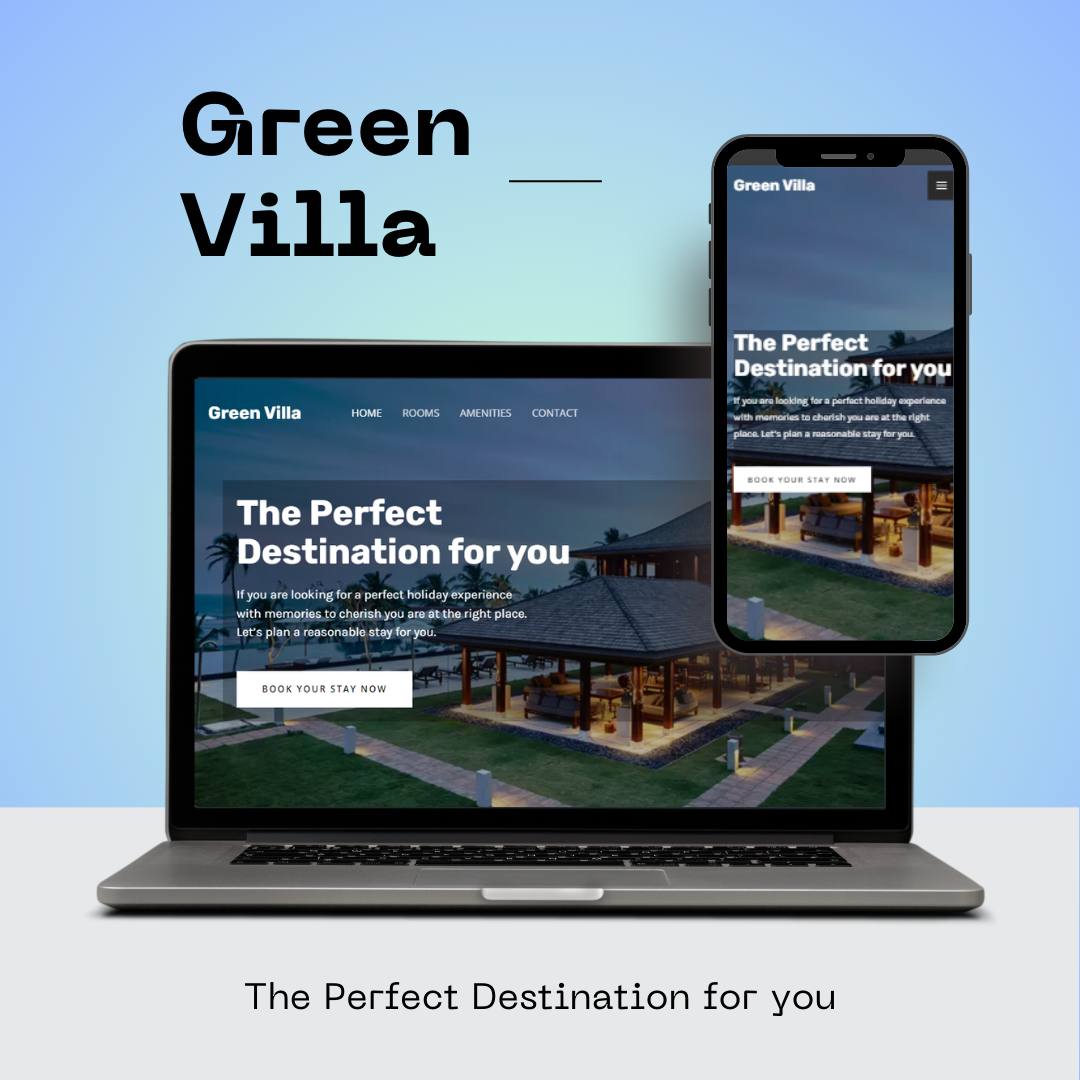 Green
Villa
Green Villa
HOME ROOMS AMENITIES CONTACT
The Perfect
Destination for you
If you are looking for a perfect holiday experience
with memories to cherish you are at the right place.
Let's plan a reasonable stay for you.
BOOK YOUR STAY NOW
Green Villa
The Perfect
Destination for you
If you are looking for a perfect holiday experience
with memories to cherish you are at the right
place. Let's plan a reasonable stay for you.
BOOK YOUR STAY NOW
The Perfect Destination for you